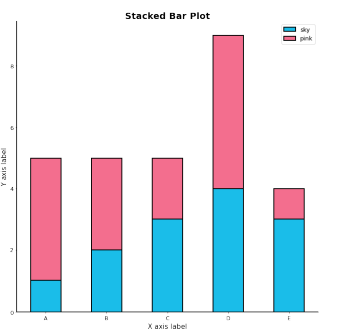 Stacked Bar Plot
sky
pink
8
6
4
2
0
Y axis label
A B C D E
X axis label